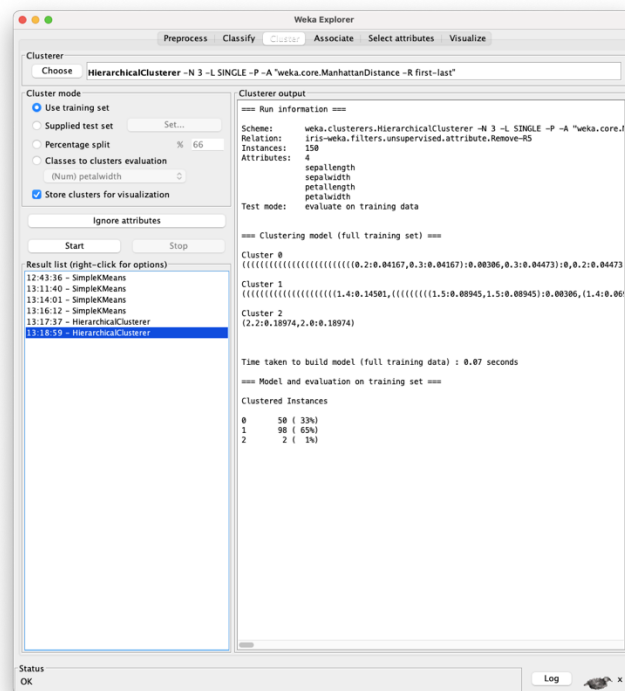 Weka Explorer
Preprocess Classify Cluster Associate Select attributes Visualize
Clusterer
Choose HierarchicalClusterer -N 3 -L SINGLE -P -A "weka.core.ManhattanDistance -R first-last"
Cluster mode
Use training set
Supplied test set Set...
Percentage split % 66
Classes to clusters evaluation
(Num) petalwidth
Store clusters for visualization
Ignore attributes
Start Stop
Result list (right-click for options)
12:43:36 - SimpleKMeans
13:11:40 - SimpleKMeans
13:14:01 - SimpleKMeans
13:16:12 - SimpleKMeans
13:17:37 - HierarchicalClusterer
13:18:59 - HierarchicalClusterer
Clusterer output
=== Run information ===
Scheme: weka.clusterers.HierarchicalClusterer -N 3 -L SINGLE -P -A "weka.core.M
Relation: iris-weka.filters.unsupervised.attribute.Remove-R5
Instances: 150
Attributes: 4
sepallength
sepalwidth
petallength
petalwidth
Test mode: evaluate on training data
=== Clustering model (full training set) ===
Cluster 0
((((((((((((((((((((((((((0.2:0.04167,0.3:0.04167):0.00306,0.3:0.04473):0,0.2:0.04473
Cluster 1
((((((((((((((((((((((1.4:0.14501,(((((((((1.5:0.08945,1.5:0.08945):0.00306,(1.4:0.069
Cluster 2
(2.2:0.18974,2.0:0.18974)
Time taken to build model (full training data) : 0.07 seconds
=== Model and evaluation on training set ===
Clustered Instances
0 50 ( 33%)
1 98 ( 65%)
2 2 ( 1%)
Status
OK
Log x